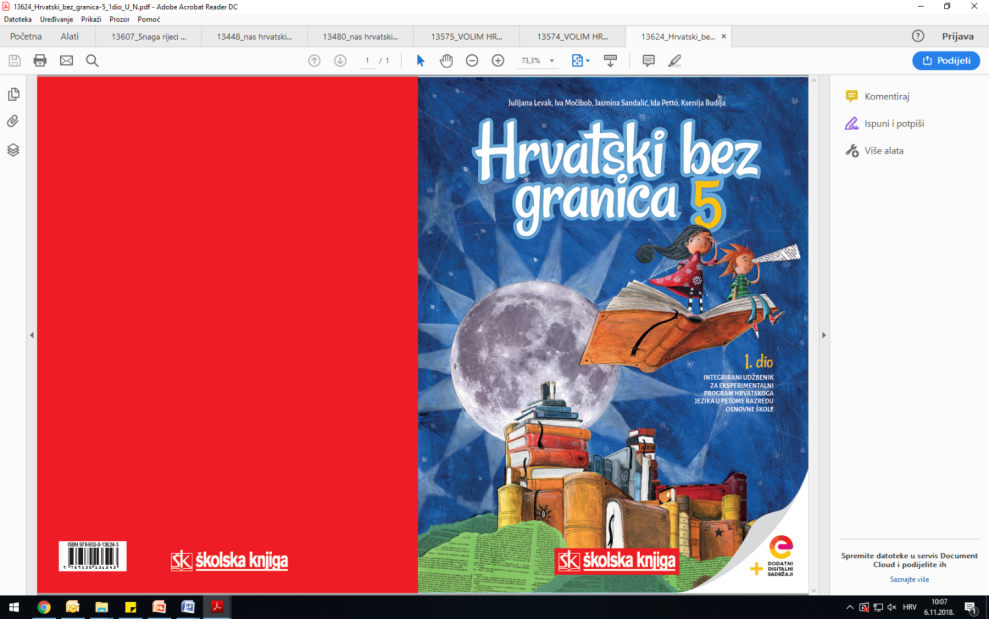 13624_Hrvatski_bez_granica-5_1dio_U_N.pdf - Adobe Acrobat Reader DC
Datoteka Uređivanje Prikaži Prozor Pomoć
Početna Alati 13607_Snaga rijeci ... 13448_nas hrvatski... 13480_nas hrvatski... 13575_VOLIM HR... 13574_VOLIM HR... 13624_Hrvatski_be... × Prijava
1 / 1 73,3% Podijeli
Julijana Levak, Iva Močibob, Jasmina Sandalić, Ida Pettò, Ksenija Budija
Hrvatski bez
granica 5
1. dio
INTEGRIRANI UDŽBENIK
ZA EKSPERIMENTALNI
PROGRAM HRVATSKOGA
JEZIKA U PETOME RAZREDU
OSNOVNE ŠKOLE
ISBN 978-953-0-13624-3
školska knjiga
školska knjiga
e
+ DODATNI
DIGITALNI
SADRŽAJI
Komentiraj
Ispuni i potpiši
Više alata
Spremite datoteke u servis Document
Cloud i podijelite ih
Saznajte više
HRV
10:07
6.11.2018.